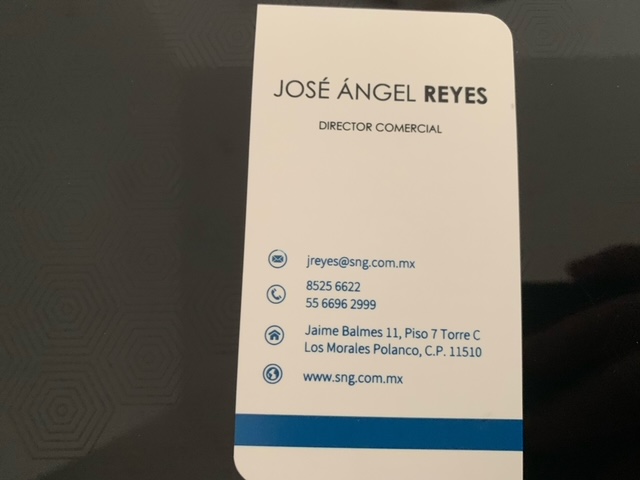 JOSÉ ÁNGEL REYES
DIRECTOR COMERCIAL
jreyes@sng.com.mx
8525 6622
55 6696 2999
Jaime Balmes 11, Piso 7 Torre C
Los Morales Polanco, C.P. 11510
www.sng.com.mx